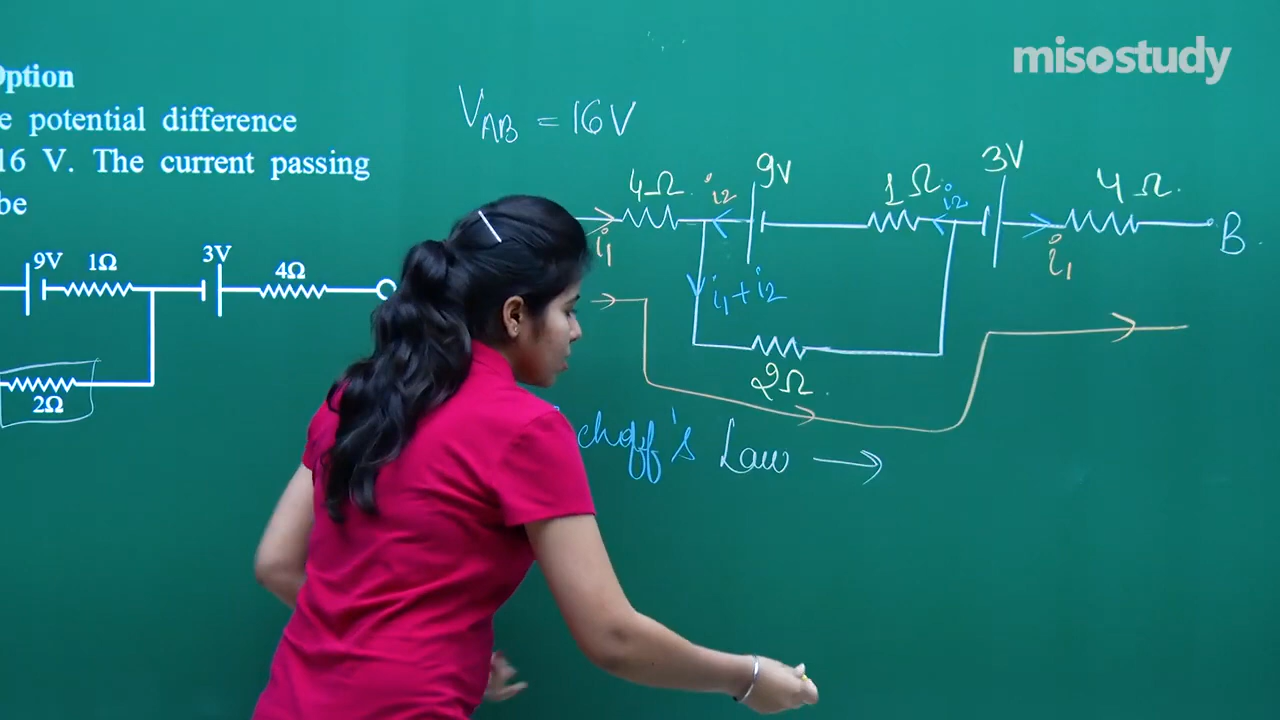 misostudy
Option
e potential difference
16 V. The current passing
be
9V 1Ω 3V 4Ω
2Ω
V_AB = 16V
4Ω i₂ 9V 1Ω i₂ 3V 4Ω
i₁ i₁ B
i₁+i₂
2Ω
choff's Law →